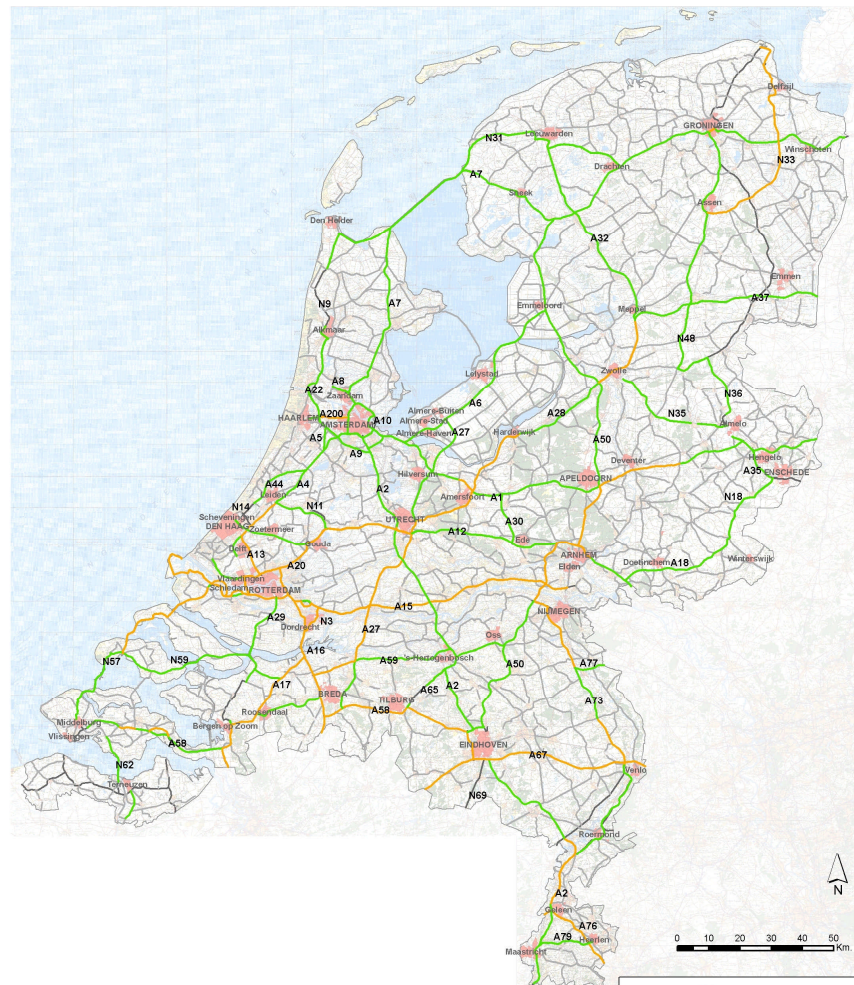 Delfzijl
GRONINGEN
N31
Leeuwarden
Winschoten
Drachten
N33
A7
Sneek
Assen
Den Helder
A32
Emmen
A37
N9
A7
Emmeloord
Meppel
Alkmaar
N48
Zwolle
Lelystad
A8
A22
Zaandam
A6
N36
HAARLEM
A200
AMSTERDAM
A10
Almere-Buiten
Almere-Stad
Almere-Haven
A27
A28
N35
Almelo
Harderwijk
A5
A50
A9
Deventer
Hengelo
A35
ENSCHEDE
Hilversum
APELDOORN
A44
A4
A2
Leiden
Amersfoort
A1
N18
N14
N11
Scheveningen
UTRECHT
A30
DEN HAAG
Zoetermeer
A12
Ede
Gouda
Delft
A13
ARNHEM
Elden
Doetinchem
A18
Winterswijk
A20
Vlaardingen
Schiedam
ROTTERDAM
A15
NIJMEGEN
A29
N3
Dordrecht
A27
Oss
A16
's-Hertogenbosch
N57
N59
A59
A50
A77
A17
A65
A2
BREDA
TILBURG
A73
Roosendaal
A58
Middelburg
Bergen op Zoom
Vlissingen
A58
EINDHOVEN
A67
N62
Venlo
Terneuzen
N69
Roermond
N
A2
Geleen
A76
A79
Heerlen
Maastricht
0 10 20 30 40 50
Km.